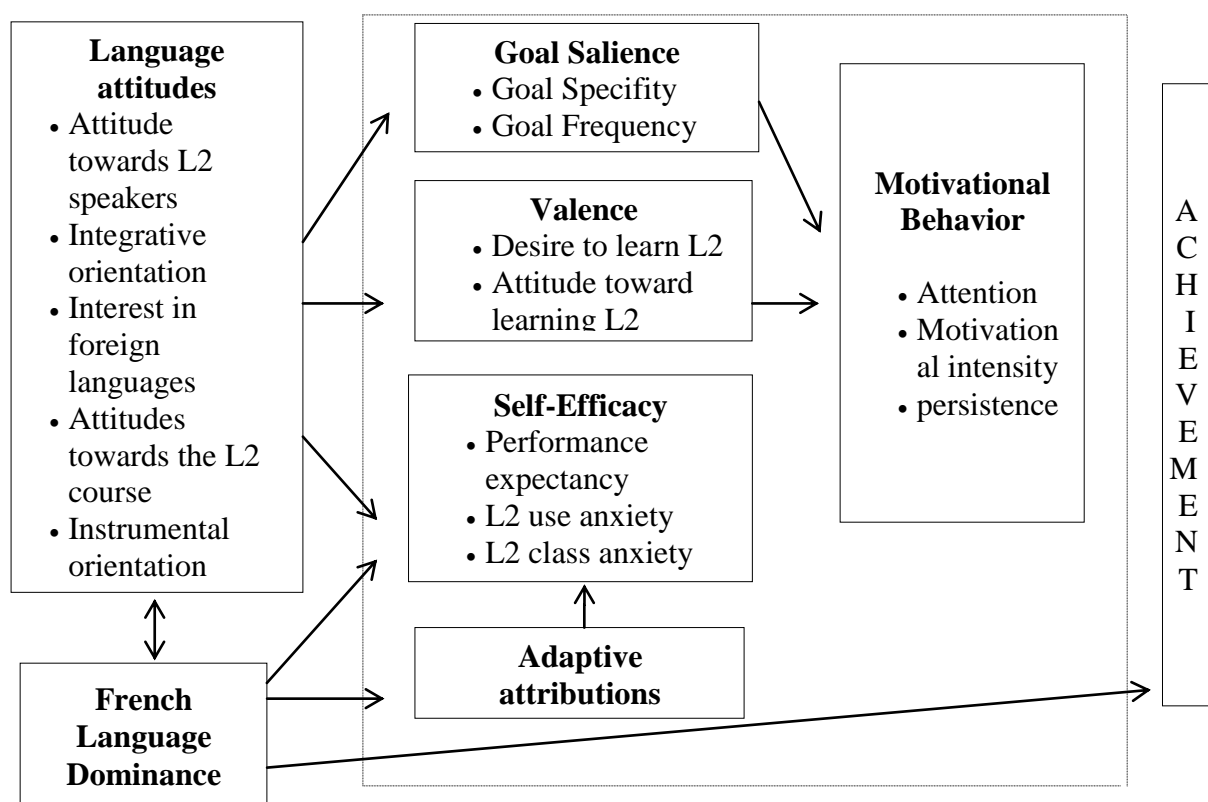 Language
attitudes
• Attitude
towards L2
speakers
• Integrative
orientation
• Interest in
foreign
languages
• Attitudes
towards the L2
course
• Instrumental
orientation
French
Language
Dominance
Goal Salience
• Goal Specifity
• Goal Frequency
Valence
• Desire to learn L2
• Attitude toward
learning L2
Self-Efficacy
• Performance
expectancy
• L2 use anxiety
• L2 class anxiety
Adaptive
attributions
Motivational
Behavior
• Attention
• Motivation
al intensity
• persistence
A
C
H
I
E
V
E
M
E
N
T